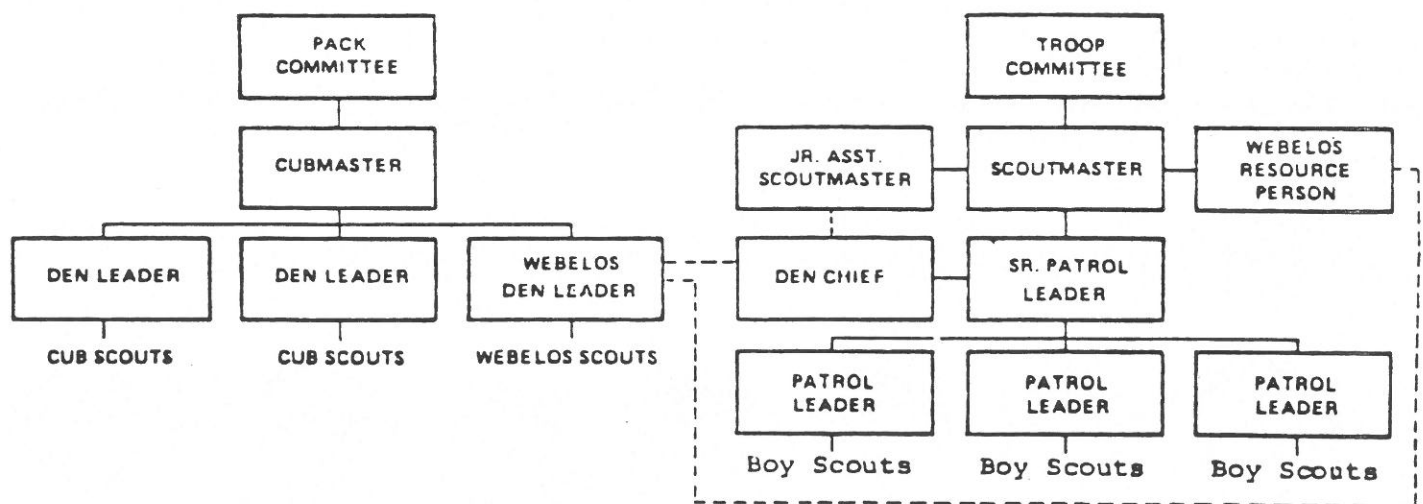 PACK
COMMITTEE
TROOP
COMMITTEE
CUBMASTER
JR. ASST.
SCOUTMASTER
SCOUTMASTER
WEBELOS
RESOURCE
PERSON
DEN LEADER
DEN LEADER
WEBELOS
DEN LEADER
DEN CHIEF
SR. PATROL
LEADER
CUB SCOUTS
CUB SCOUTS
WEBELOS SCOUTS
PATROL
LEADER
PATROL
LEADER
PATROL
LEADER
Boy Scouts
Boy Scouts
Boy Scouts